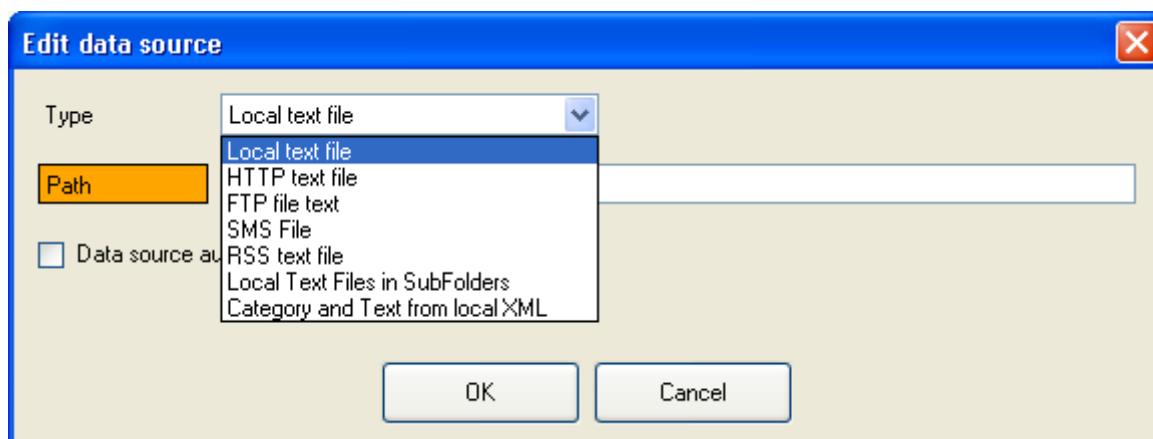 Edit data source
Type
Local text file
Local text file
HTTP text file
Path
FTP file text
SMS File
Data source au
RSS text file
Local Text Files in SubFolders
Category and Text from local XML
OK
Cancel